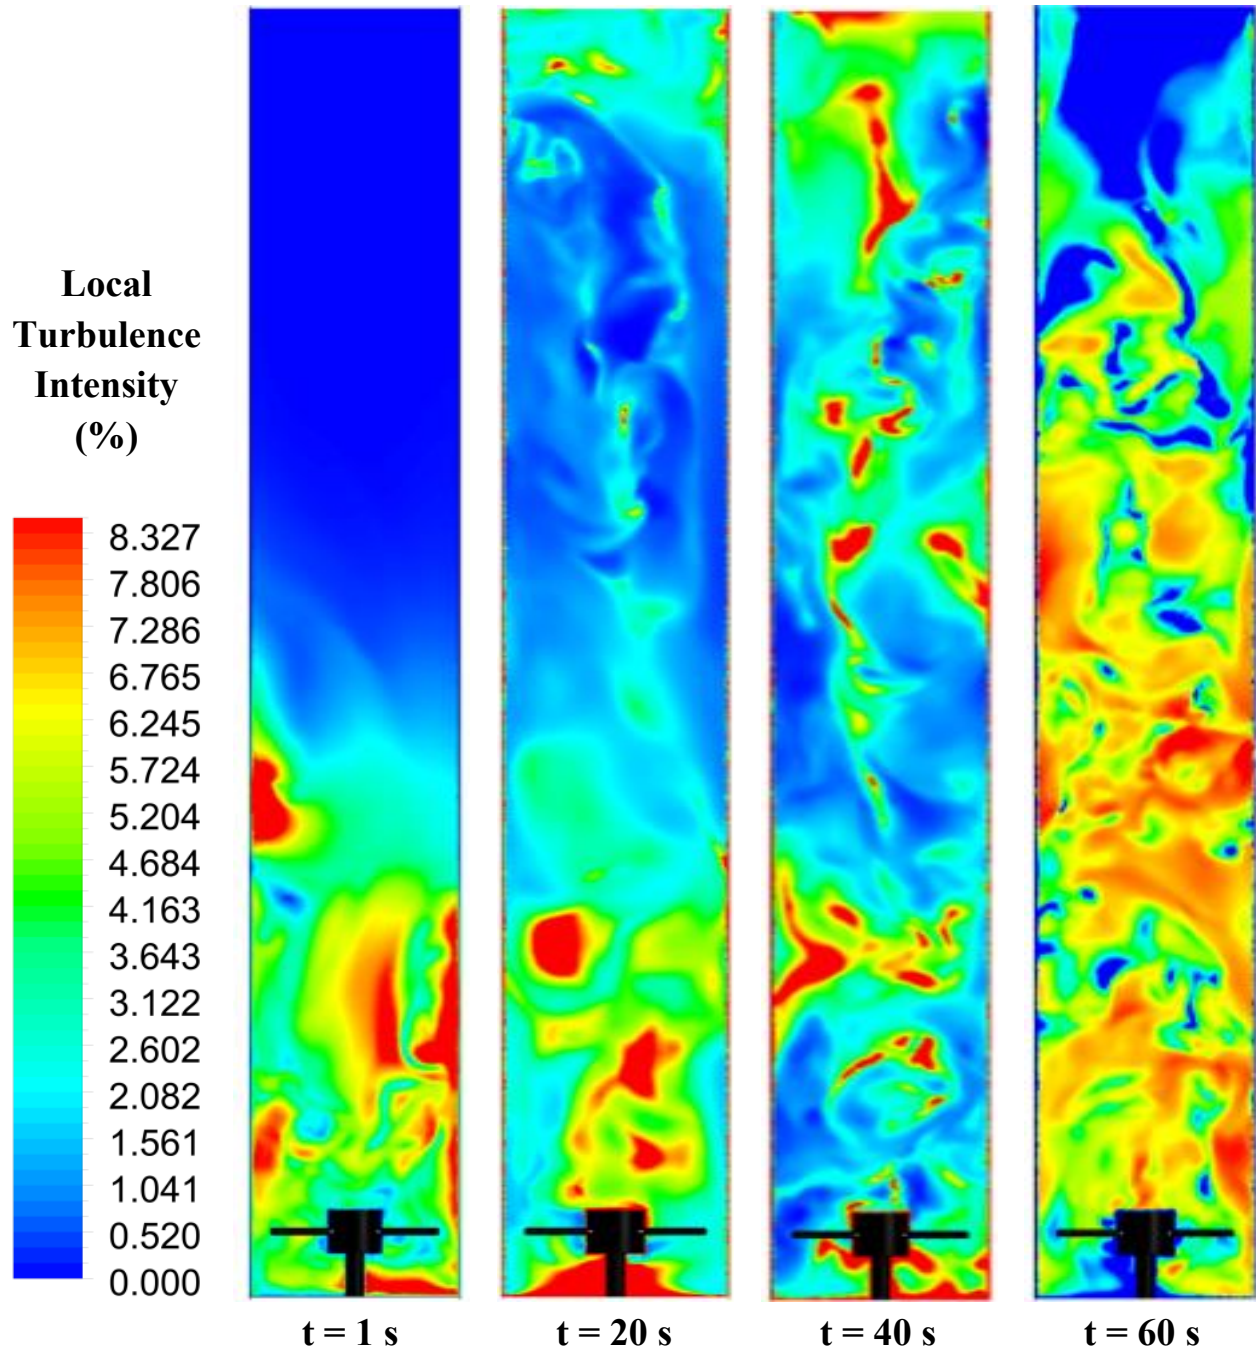 Local
Turbulence
Intensity
(%)
8.327
7.806
7.286
6.765
6.245
5.724
5.204
4.684
4.163
3.643
3.122
2.602
2.082
1.561
1.041
0.520
0.000
t = 1 s
t = 20 s
t = 40 s
t = 60 s